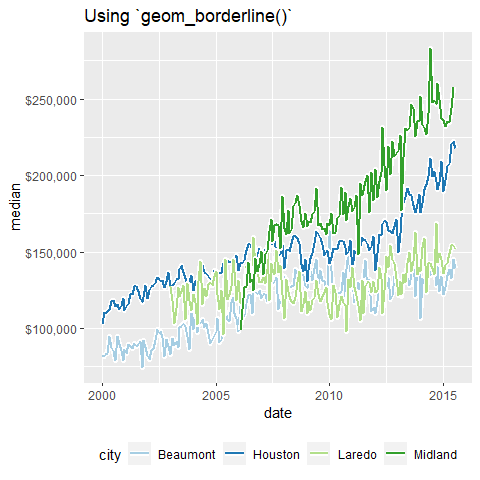 Using `geom_borderline()`
$250,000
$200,000
$150,000
$100,000
median
2000 2005 2010 2015
date
city Beaumont Houston Laredo Midland